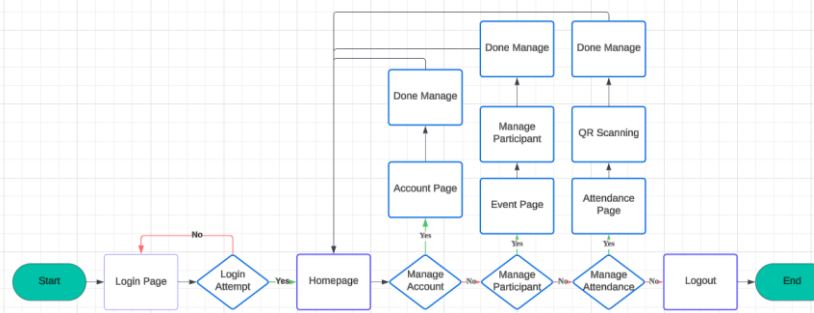 Done Manage
Done Manage
Done Manage
Manage
Participant
QR Scanning
Account Page
Event Page
Attendance
Page
No
Yes
Yes
Yes
Start
Login Page
Login
Attempt
Yes
Homepage
Manage
Account
No
Manage
Participant
No
Manage
Attendance
No
Logout
End